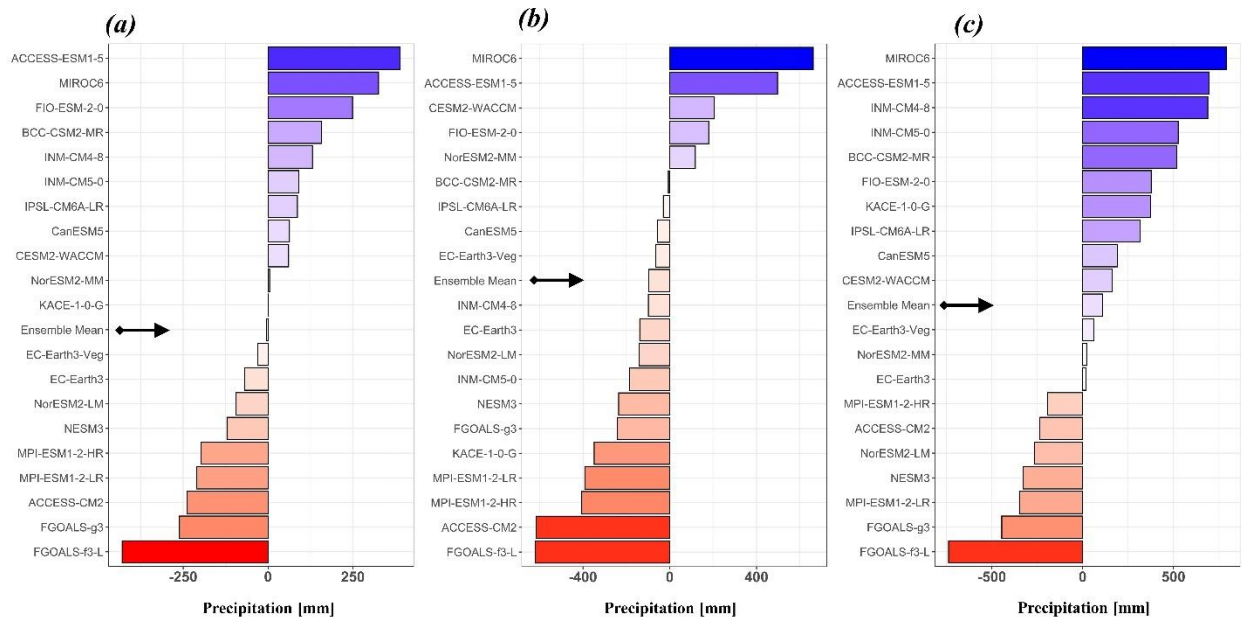 (a)
ACCESS-ESM1-5
MIROC6
FIO-ESM-2-0
BCC-CSM2-MR
INM-CM4-8
INM-CM5-0
IPSL-CM6A-LR
CanESM5
CESM2-WACCM
NorESM2-MM
KACE-1-0-G
Ensemble Mean
EC-Earth3-Veg
EC-Earth3
NorESM2-LM
NESM3
MPI-ESM1-2-HR
MPI-ESM1-2-LR
ACCESS-CM2
FGOALS-g3
FGOALS-f3-L
-250 0 250
Precipitation [mm]
(b)
MIROC6
ACCESS-ESM1-5
CESM2-WACCM
FIO-ESM-2-0
NorESM2-MM
BCC-CSM2-MR
IPSL-CM6A-LR
CanESM5
EC-Earth3-Veg
Ensemble Mean
INM-CM4-8
EC-Earth3
NorESM2-LM
INM-CM5-0
NESM3
FGOALS-g3
KACE-1-0-G
MPI-ESM1-2-LR
MPI-ESM1-2-HR
ACCESS-CM2
FGOALS-f3-L
-400 0 400
Precipitation [mm]
(c)
MIROC6
ACCESS-ESM1-5
INM-CM4-8
INM-CM5-0
BCC-CSM2-MR
FIO-ESM-2-0
KACE-1-0-G
IPSL-CM6A-LR
CanESM5
CESM2-WACCM
Ensemble Mean
EC-Earth3-Veg
NorESM2-MM
EC-Earth3
MPI-ESM1-2-HR
ACCESS-CM2
NorESM2-LM
NESM3
MPI-ESM1-2-LR
FGOALS-g3
FGOALS-f3-L
-500 0 500
Precipitation [mm]